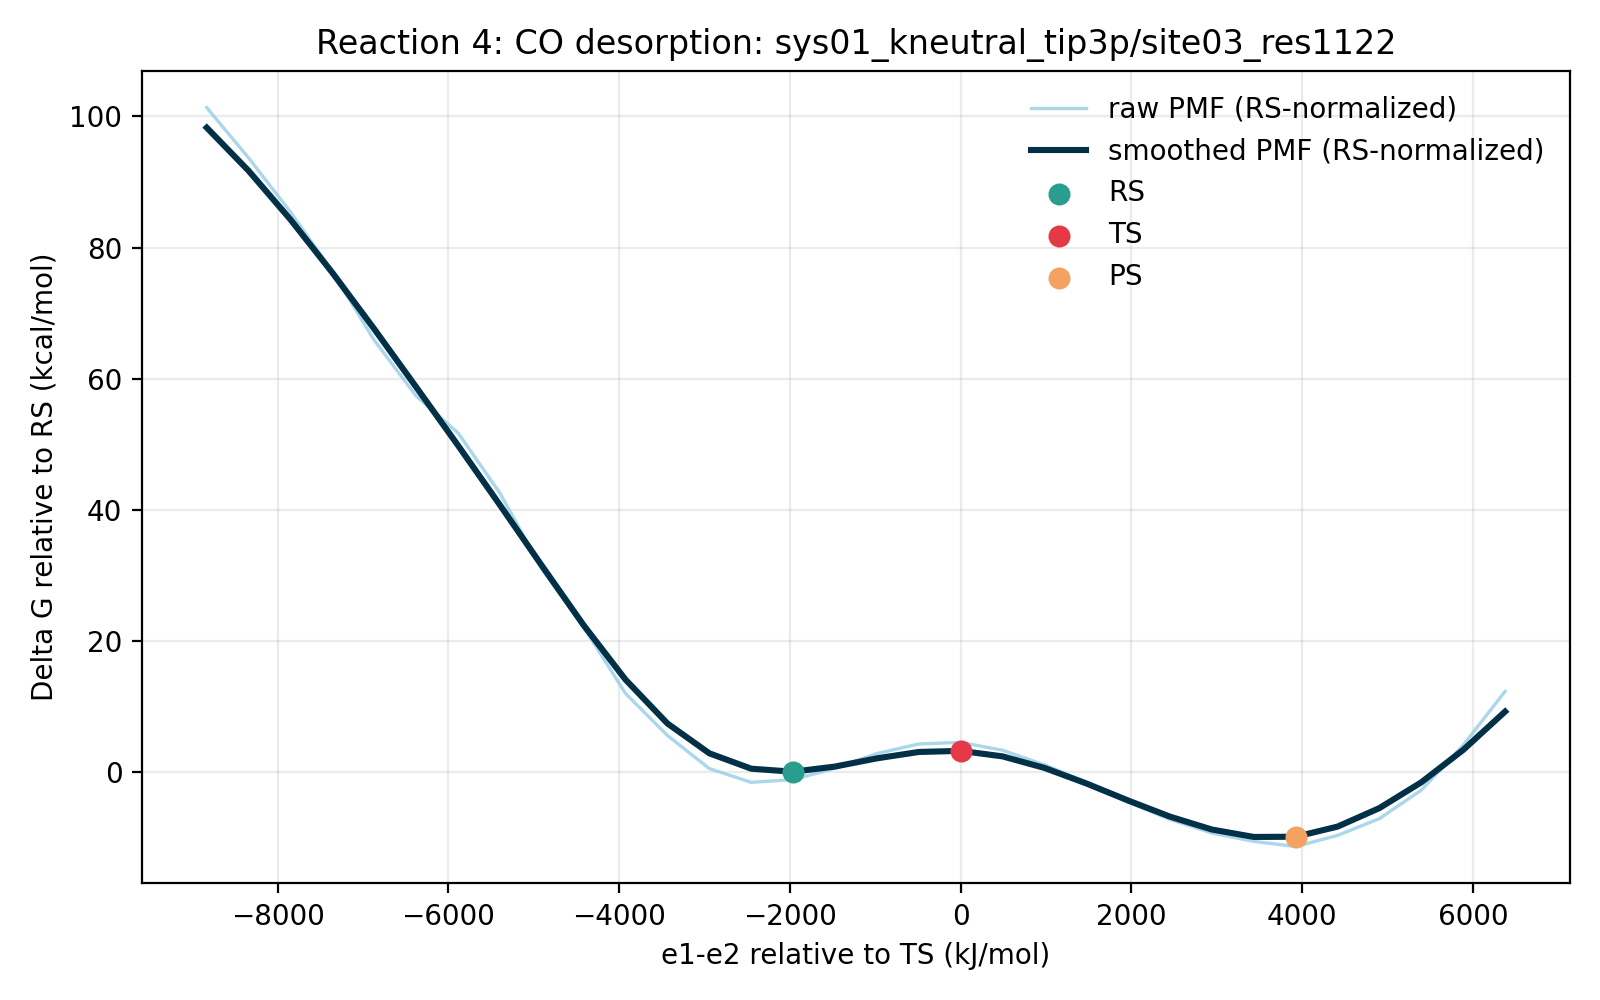 Reaction 4: CO desorption: sys01_kneutral_tip3p/site03_res1122
raw PMF (RS-normalized)
smoothed PMF (RS-normalized)
RS
TS
PS
Delta G relative to RS (kcal/mol)
100
80
60
40
20
0
−8000 −6000 −4000 −2000 0 2000 4000 6000
e1-e2 relative to TS (kJ/mol)